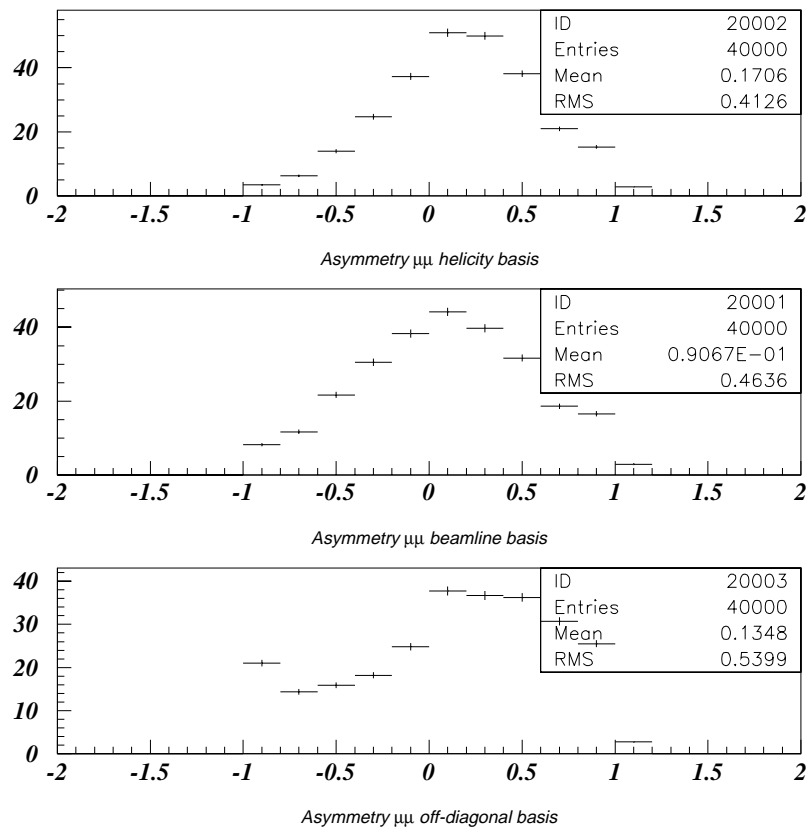 ID 20002
Entries 40000
Mean 0.1706
RMS 0.4126
40
20
0
-2 -1.5 -1 -0.5 0 0.5 1 1.5 2
Asymmetry μμ helicity basis
ID 20001
Entries 40000
Mean 0.9067E-01
RMS 0.4636
40
20
0
-2 -1.5 -1 -0.5 0 0.5 1 1.5 2
Asymmetry μμ beamline basis
ID 20003
Entries 40000
Mean 0.1348
RMS 0.5399
40
30
20
10
0
-2 -1.5 -1 -0.5 0 0.5 1 1.5 2
Asymmetry μμ off-diagonal basis